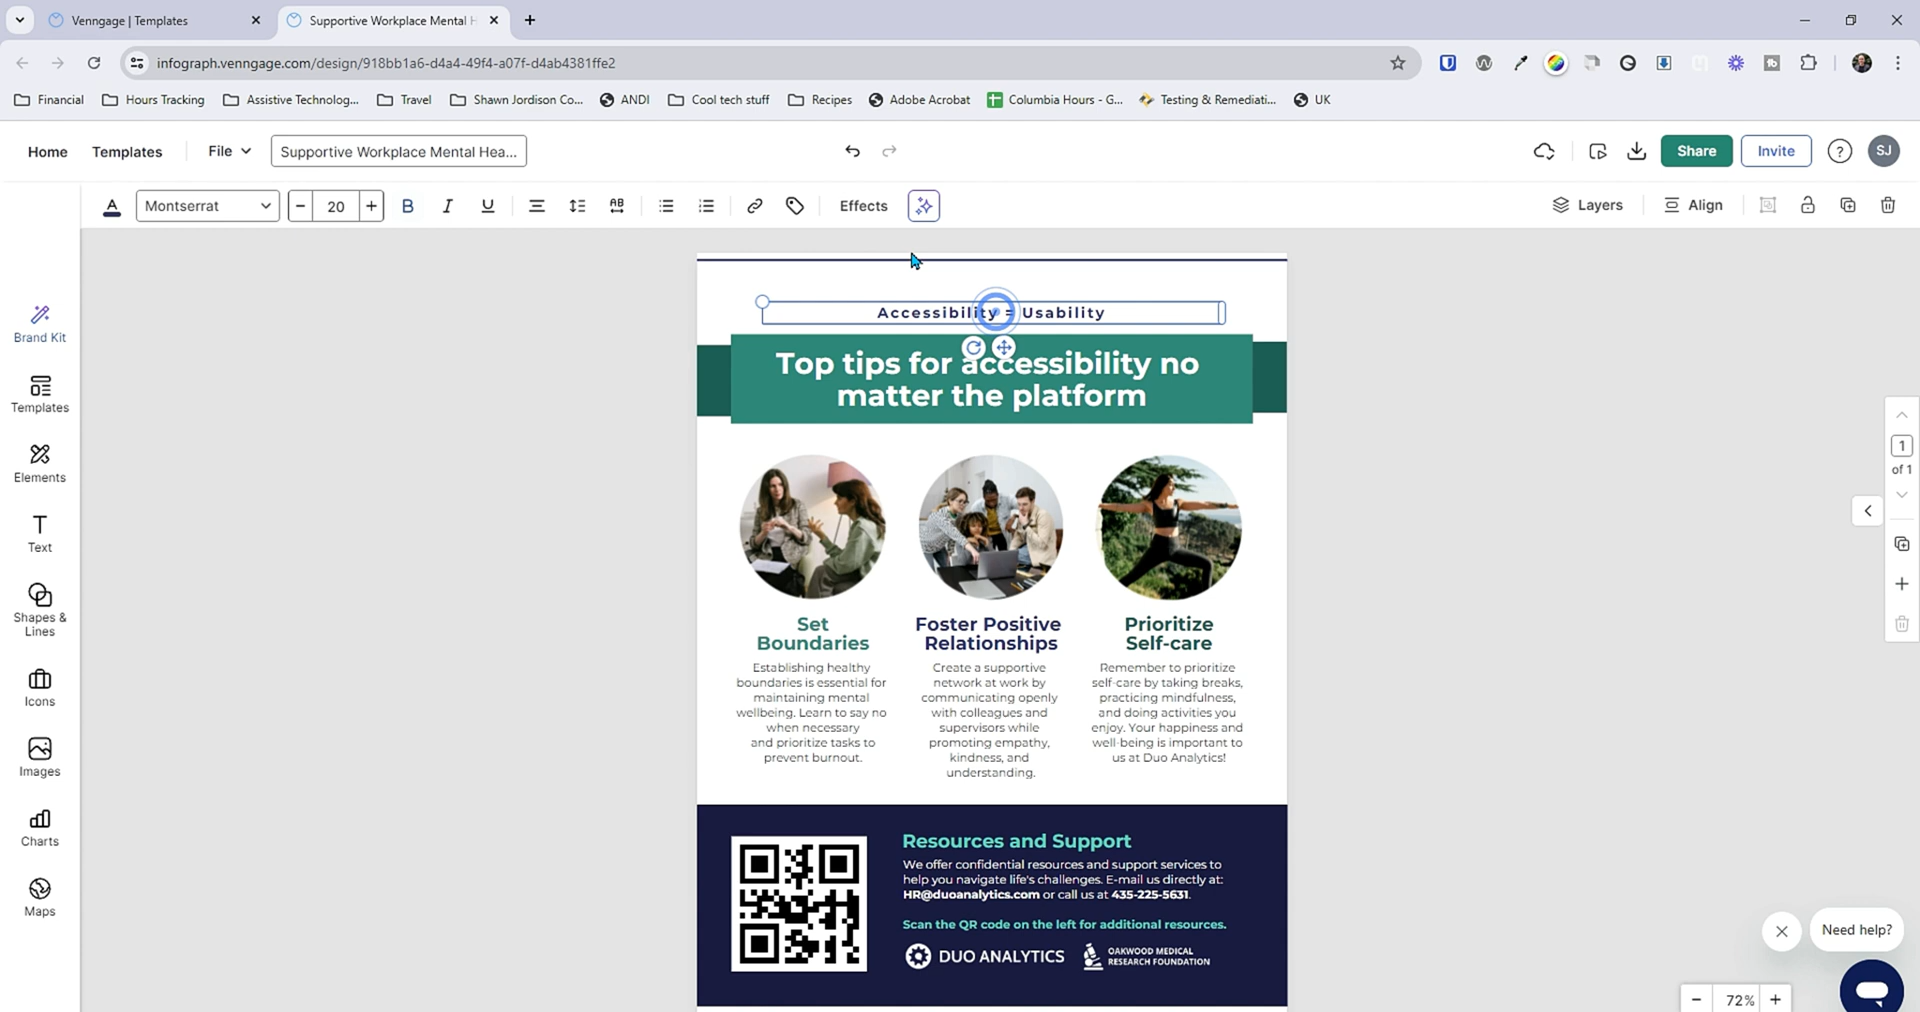 Venngage | Templates
Supportive Workplace Mental H
infograph.venngage.com/design/918bb1a6-d4a4-49f4-a07f-d4ab4381ffe2
Financial
Hours Tracking
Assistive Technolog...
Travel
Shawn Jordison Co...
ANDI
Cool tech stuff
Recipes
Adobe Acrobat
Columbia Hours - G...
Testing & Remediati...
UK
Home
Templates
File
Supportive Workplace Mental Hea...
Share
Invite
?
SJ
A
Montserrat
20
B
I
U
AB
Effects
Layers
Align
Brand Kit
Templates
Elements
Text
Shapes &
Lines
Icons
Images
Charts
Maps
Accessibility = Usability
Top tips for accessibility no
matter the platform
Set
Boundaries
Establishing healthy
boundaries is essential for
maintaining mental
wellbeing. Learn to say no
when necessary
and prioritize tasks to
prevent burnout.
Foster Positive
Relationships
Create a supportive
network at work by
communicating openly
with colleagues and
supervisors while
promoting empathy,
kindness, and
understanding.
Prioritize
Self-care
Remember to prioritize
self-care by taking breaks,
practicing mindfulness,
and doing activities you
enjoy. Your happiness and
well-being is important to
us at Duo Analytics!
Resources and Support
We offer confidential resources and support services to
help you navigate life's challenges. E-mail us directly at:
HR@duoanalytics.com or call us at 435-225-5631.
Scan the QR code on the left for additional resources.
DUO ANALYTICS
OAKWOOD MEDICAL
RESEARCH FOUNDATION
1
of 1
Need help?
72%